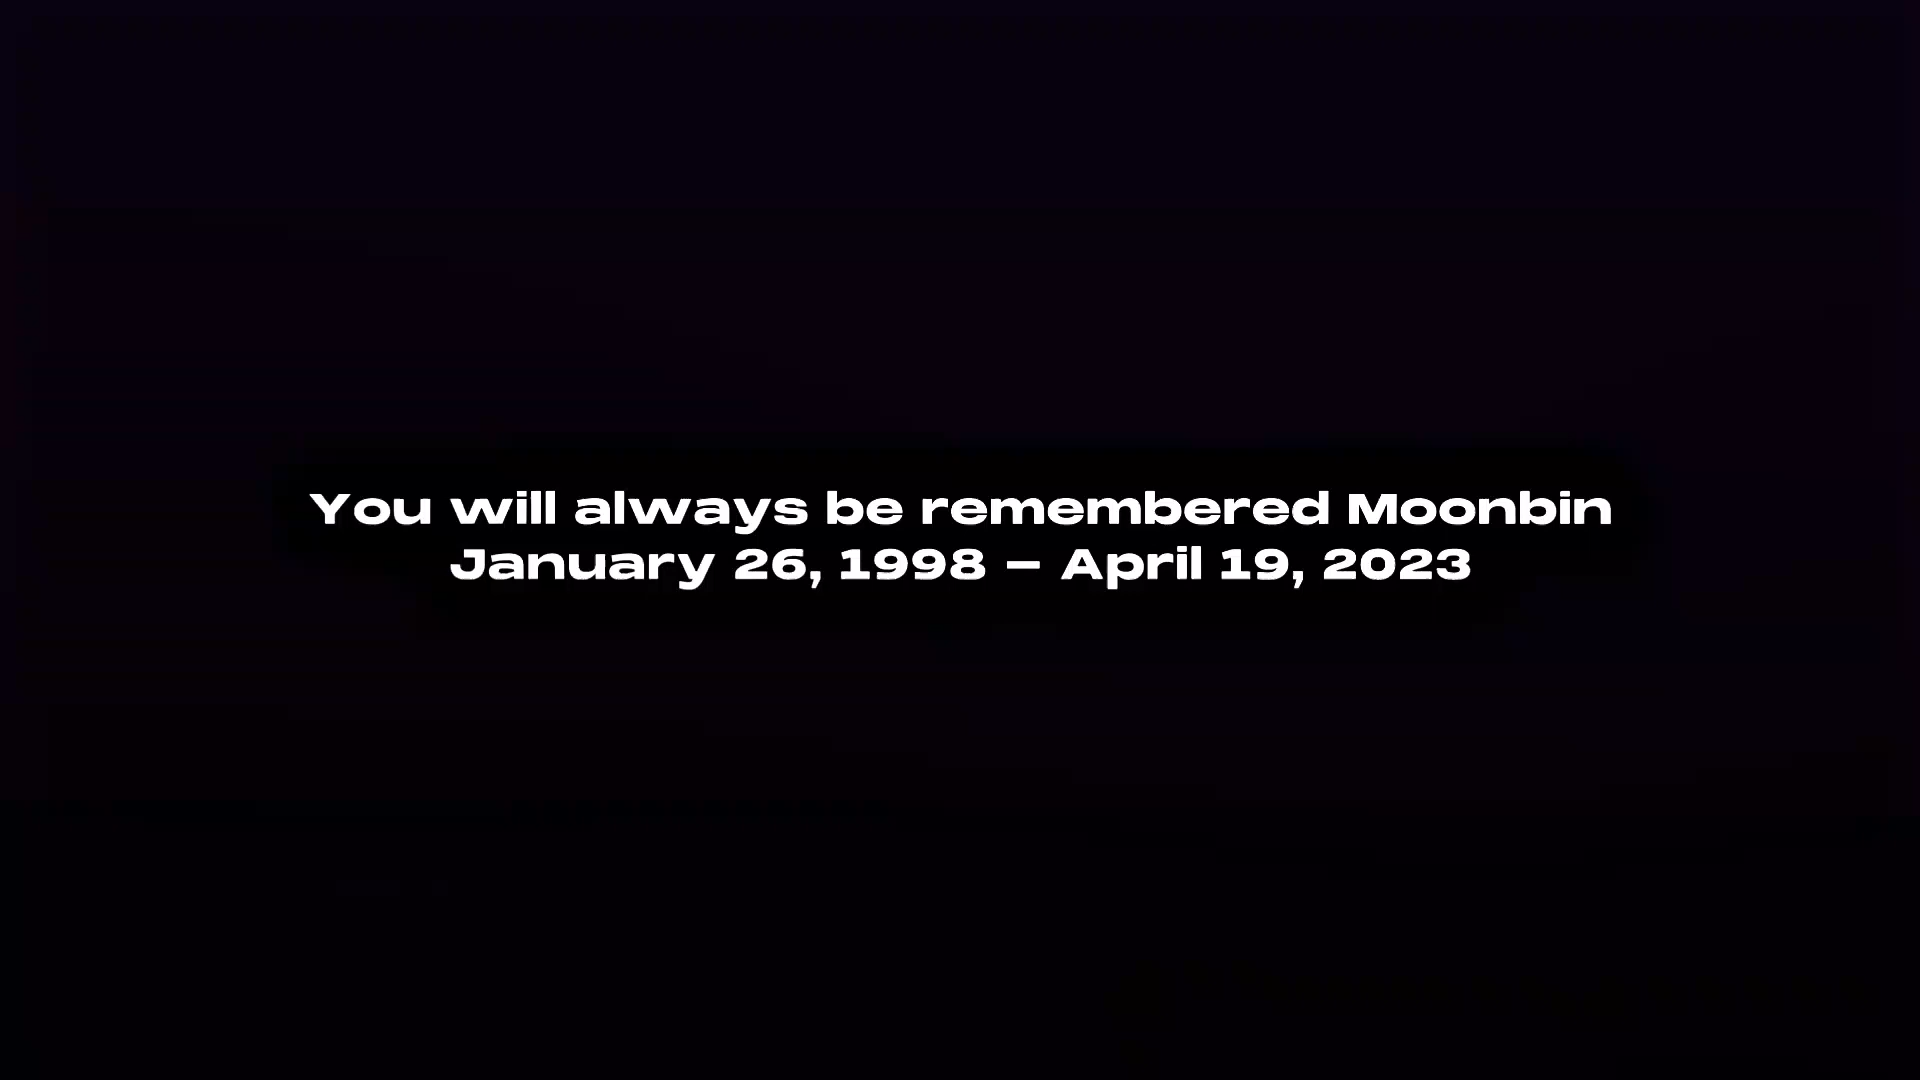 You will always be remembered Moonbin
January 26, 1998 – April 19, 2023